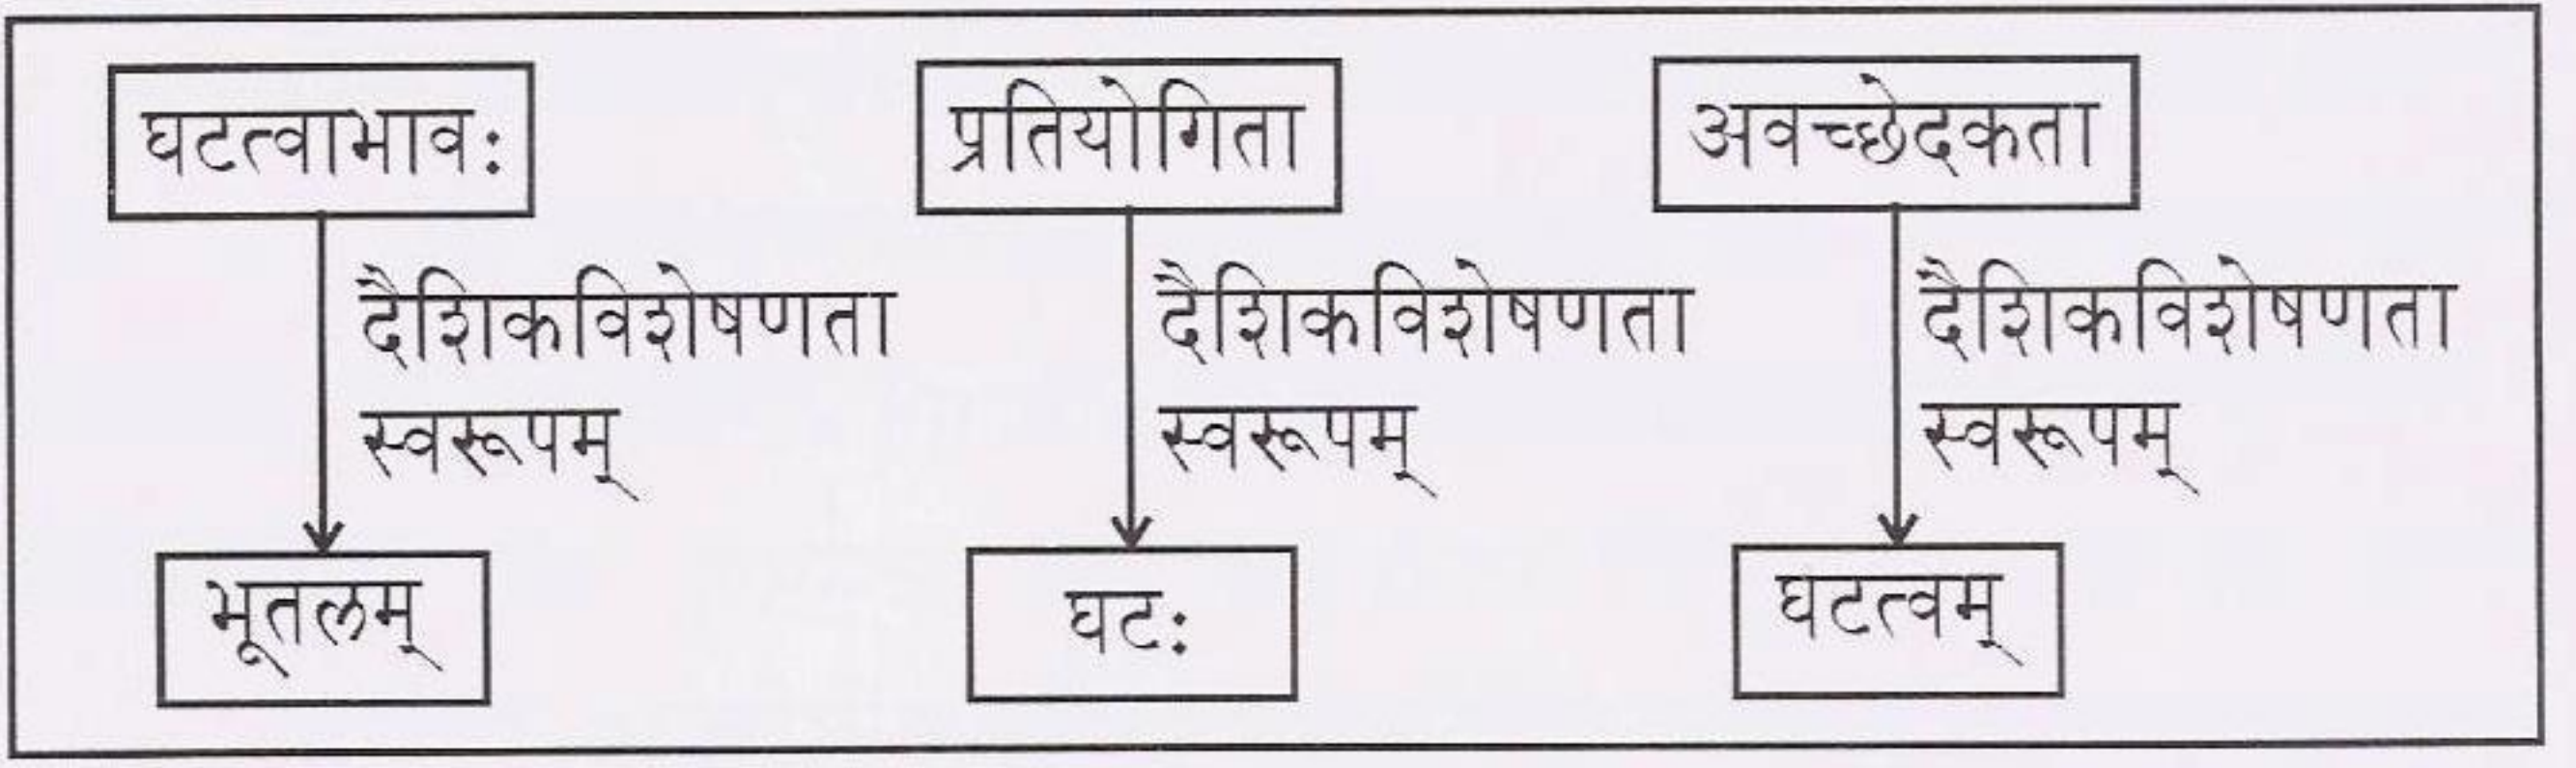 घटत्वाभावः प्रतियोगिता अवच्छेदकता
दैशिकविशेषणता दैशिकविशेषणता दैशिकविशेषणता
स्वरूपम् स्वरूपम् स्वरूपम्
भूतलम् घटः घटत्वम्